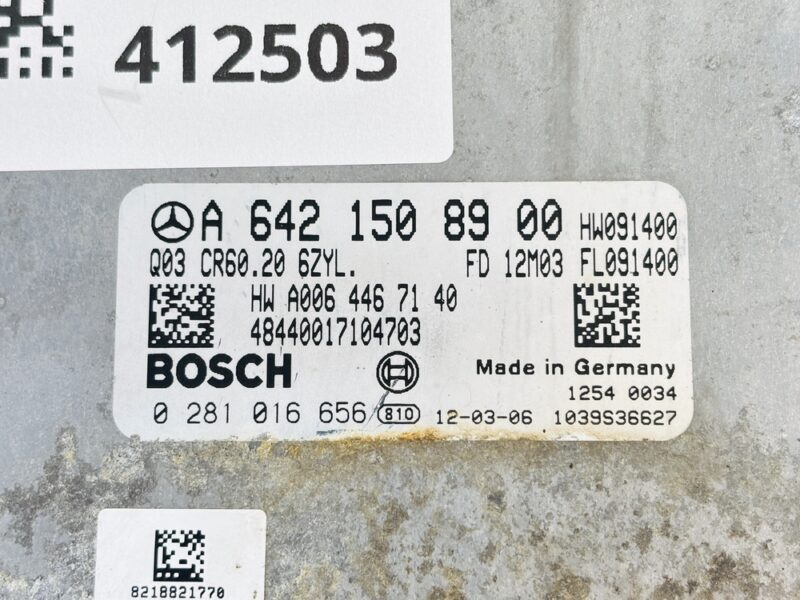 412503
A 642 150 89 00 HW091400
Q03 CR60.20 6ZYL. FD 12M03 FL091400
HW A006 446 71 40
48440017104703
BOSCH
Made in Germany
1254 0034
0 281 016 656 810 12-03-06 1039S36627
8218821770